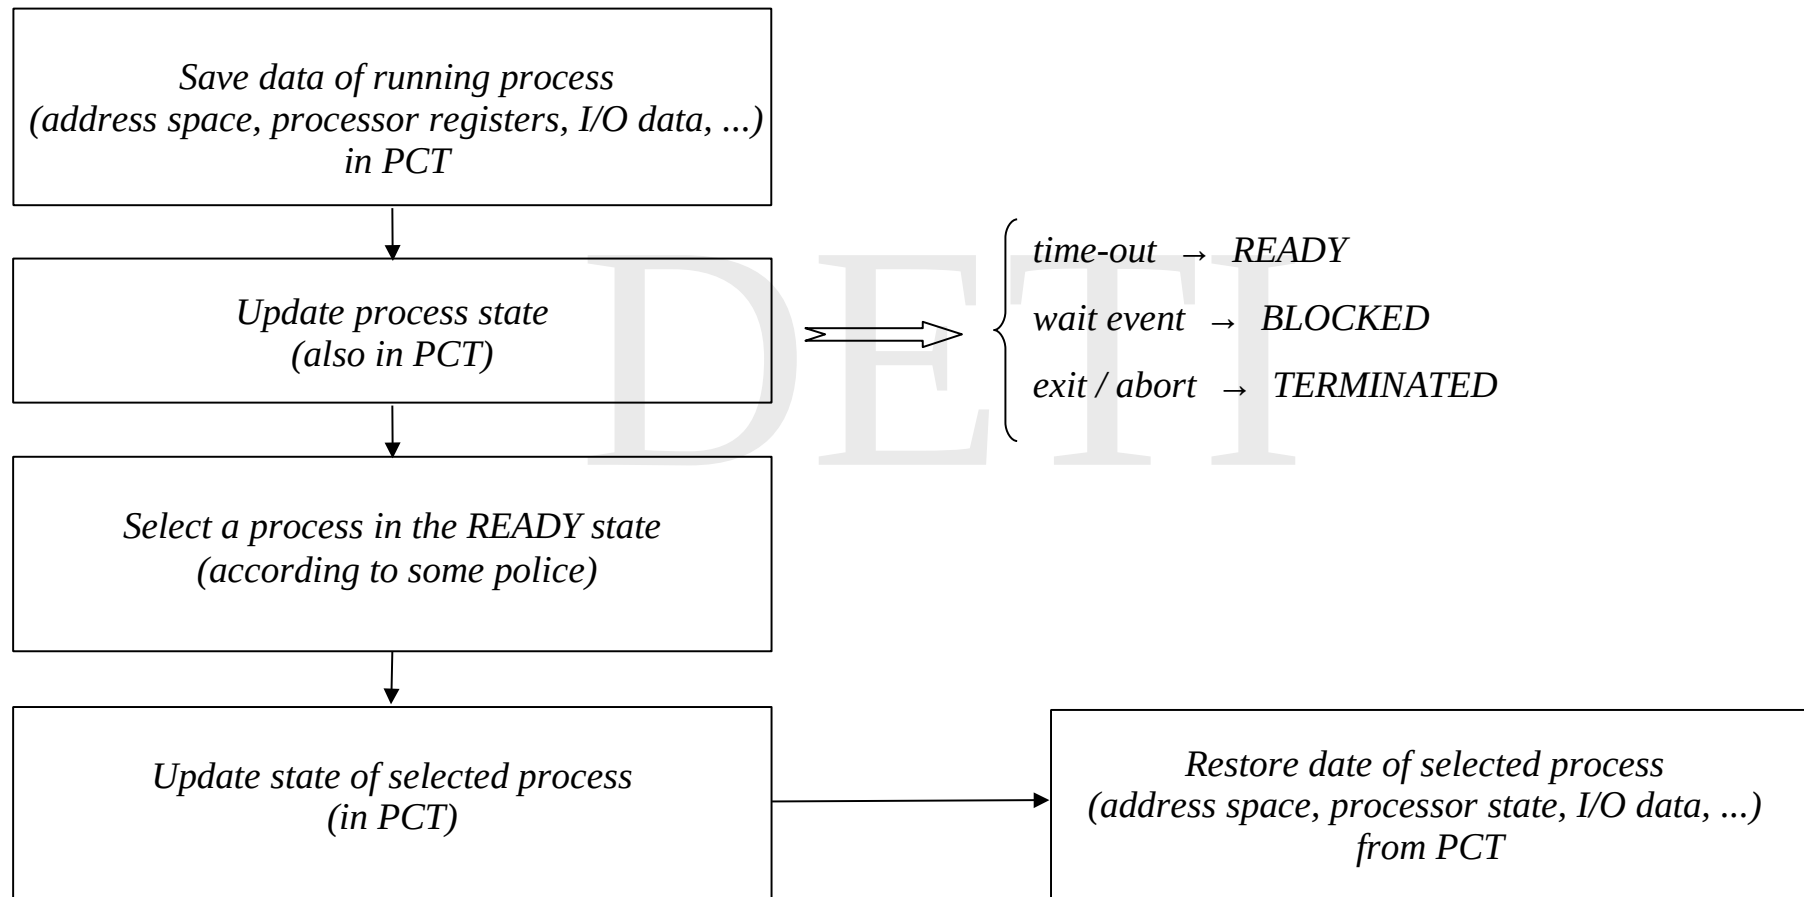 Save data of running process
(address space, processor registers, I/O data, ...)
in PCT
Update process state
(also in PCT)
time-out → READY
wait event → BLOCKED
exit / abort → TERMINATED
DETI
Select a process in the READY state
(according to some police)
Update state of selected process
(in PCT)
Restore date of selected process
(address space, processor state, I/O data, ...)
from PCT